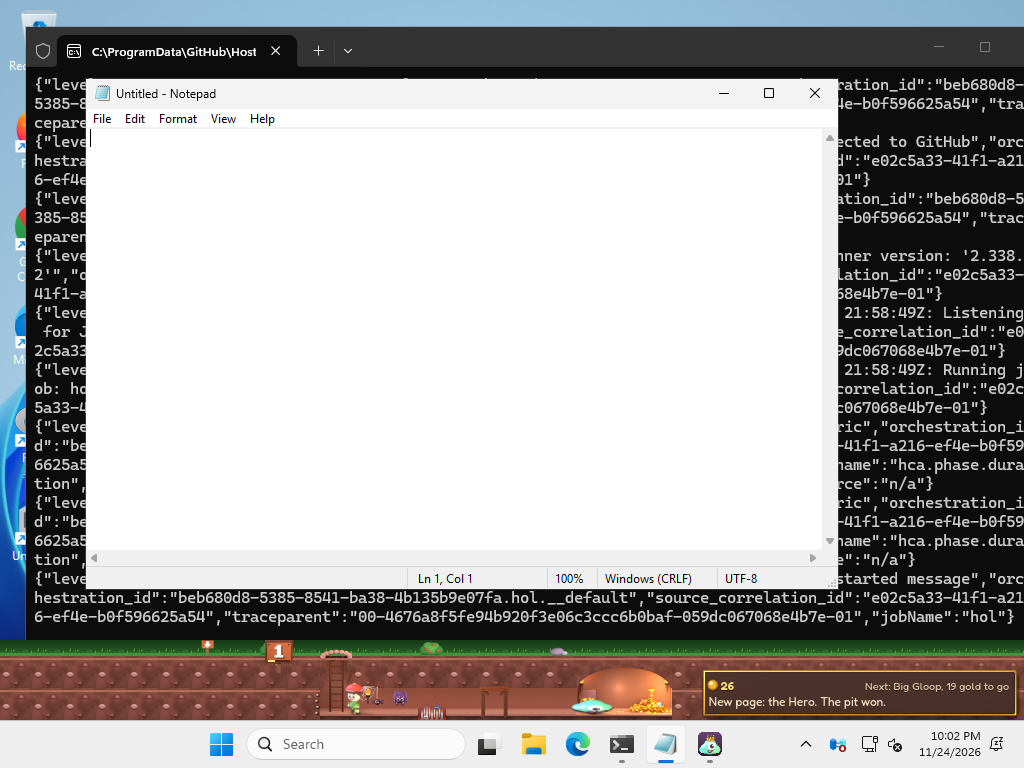 C:\ProgramData\GitHub\Host
Untitled - Notepad
File Edit Format View Help
{"leve
ration_id":"beb680d8-
5385-8
4e-b0f596625a54","tra
cepare
{"leve
ected to GitHub","orc
hestra
d":"e02c5a33-41f1-a21
6-ef4e
01"}
{"leve
ation_id":"beb680d8-5
385-85
e-b0f596625a54","trac
eparen
{"leve
nner version: '2.338.
2'","o
lation_id":"e02c5a33-
41f1-a
68e4b7e-01"}
{"leve
21:58:49Z: Listening
for J
e_correlation_id":"e0
2c5a33
9dc067068e4b7e-01"}
{"leve
21:58:49Z: Running j
ob: ho
correlation_id":"e02c
5a33-4
c067068e4b7e-01"}
{"leve
ric","orchestration_i
d":"be
-41f1-a216-ef4e-b0f59
6625a5
name":"hca.phase.dura
tion",
rce":"n/a"}
{"leve
ric","orchestration_i
d":"be
-41f1-a216-ef4e-b0f59
6625a5
name":"hca.phase.dura
tion",
e":"n/a"}
{"leve
started message","orc
hestration_id":"beb680d8-5385-8541-ba38-4b135b9e07fa.hol.__default","source_correlation_id":"e02c5a33-41f1-a21
6-ef4e-b0f596625a54","traceparent":"00-4676a8f5fe94b920f3e06c3ccc6b0baf-059dc067068e4b7e-01","jobName":"hol"}
Ln 1, Col 1 100% Windows (CRLF) UTF-8
1
26 Next: Big Gloop, 19 gold to go
New page: the Hero. The pit won.
Search
10:02 PM
11/24/2026